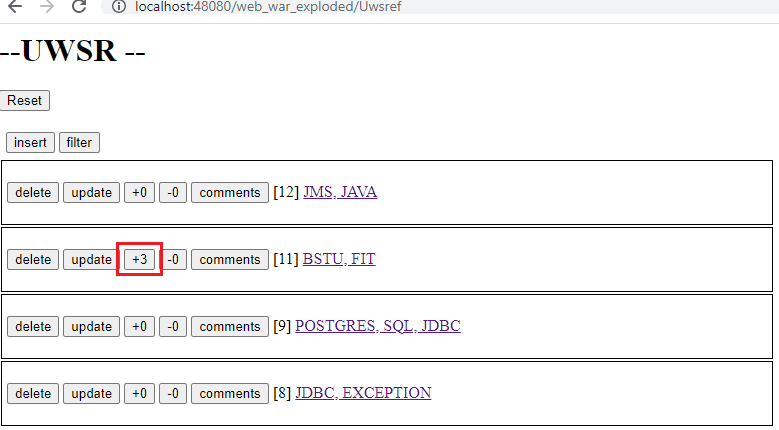 localhost:48080/web_war_exploded/Uwsref
--UWSR --
Reset
insert filter
delete update +0 -0 comments [12] JMS, JAVA
delete update +3 -0 comments [11] BSTU, FIT
delete update +0 -0 comments [9] POSTGRES, SQL, JDBC
delete update +0 -0 comments [8] JDBC, EXCEPTION